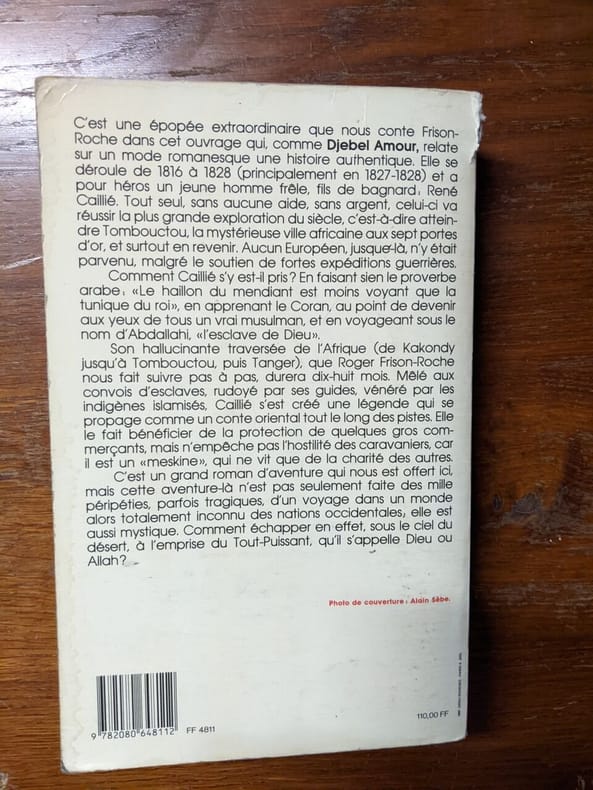 C'est une épopée extraordinaire que nous conte Frison-
Roche dans cet ouvrage qui, comme Djebel Amour, relate
sur un mode romanesque une histoire authentique. Elle se
déroule de 1816 à 1828 (principalement en 1827-1828) et a
pour héros un jeune homme frêle, fils de bagnard, René
Caillié. Tout seul, sans aucune aide, sans argent, celui-ci va
réussir la plus grande exploration du siècle, c'est-à-dire attein-
dre Tombouctou, la mystérieuse ville africaine aux sept portes
d'or, et surtout en revenir. Aucun Européen, jusque-là, n'y était
parvenu, malgré le soutien de fortes expéditions guerrières.
Comment Caillié s'y est-il pris? En faisant sien le proverbe
arabe: «Le haillon du mendiant est moins voyant que la
tunique du roi», en apprenant le Coran, au point de devenir
aux yeux de tous un vrai musulman, et en voyageant sous le
nom d'Abdallahi, «l'esclave de Dieu».
Son hallucinante traversée de l'Afrique (de Kakondy
jusqu'à Tombouctou, puis Tanger), que Roger Frison-Roche
nous fait suivre pas à pas, durera dix-huit mois. Mêlé aux
convois d'esclaves, rudoyé par ses guides, vénéré par les
indigènes islamisés, Caillié s'est créé une légende qui se
propage comme un conte oriental tout le long des pistes. Elle
le fait bénéficier de la protection de quelques gros com-
merçants, mais n'empêche pas l'hostilité des caravaniers, car
il est un «meskine», qui ne vit que de la charité des autres.
C'est un grand roman d'aventure qui nous est offert ici,
mais cette aventure-là n'est pas seulement faite des mille
péripéties, parfois tragiques, d'un voyage dans un monde
alors totalement inconnu des nations occidentales, elle est
aussi mystique. Comment échapper en effet, sous le ciel du
désert, à l'emprise du Tout-Puissant, qu'il s'appelle Dieu ou
Allah?
Photo de couverture: Alain Sèbe.
9 782080 648112
FF 4811
110,00 FF